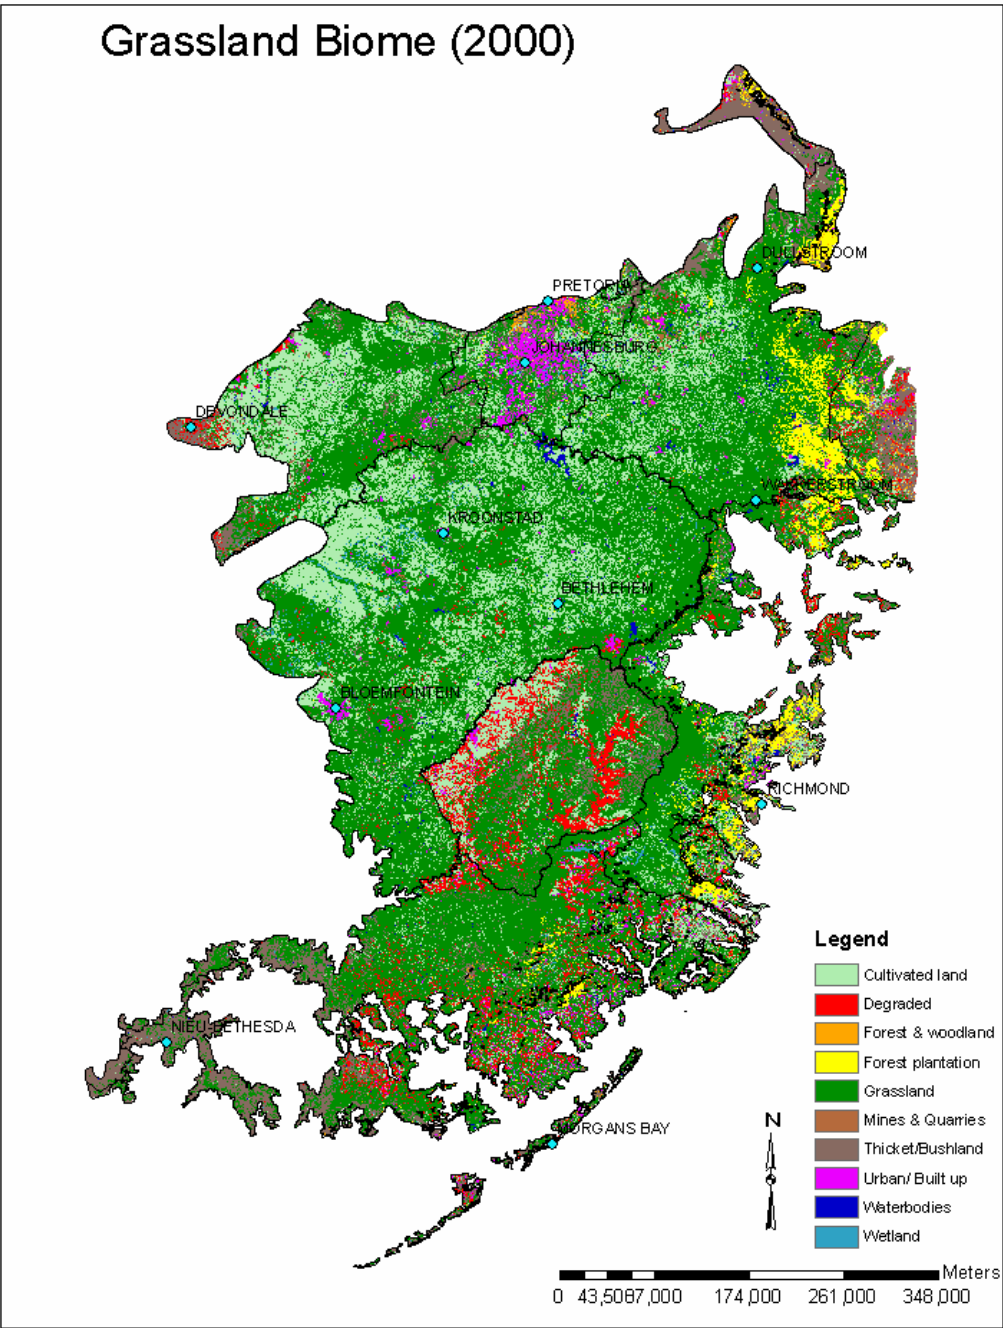 Grassland Biome (2000)
DULLSTROOM
PRETORIA
JOHANNESBURG
DEVONDALE
WAKKERSTROOM
KROONSTAD
BETHLEHEM
BLOEMFONTEIN
RICHMOND
Legend
Cultivated land
Degraded
Forest & woodland
Forest plantation
Grassland
Mines & Quarries
Thicket/Bushland
Urban/ Built up
Waterbodies
Wetland
NIEU-BETHESDA
N
MORGANS BAY
Meters
0 43,500 87,000 174,000 261,000 348,000